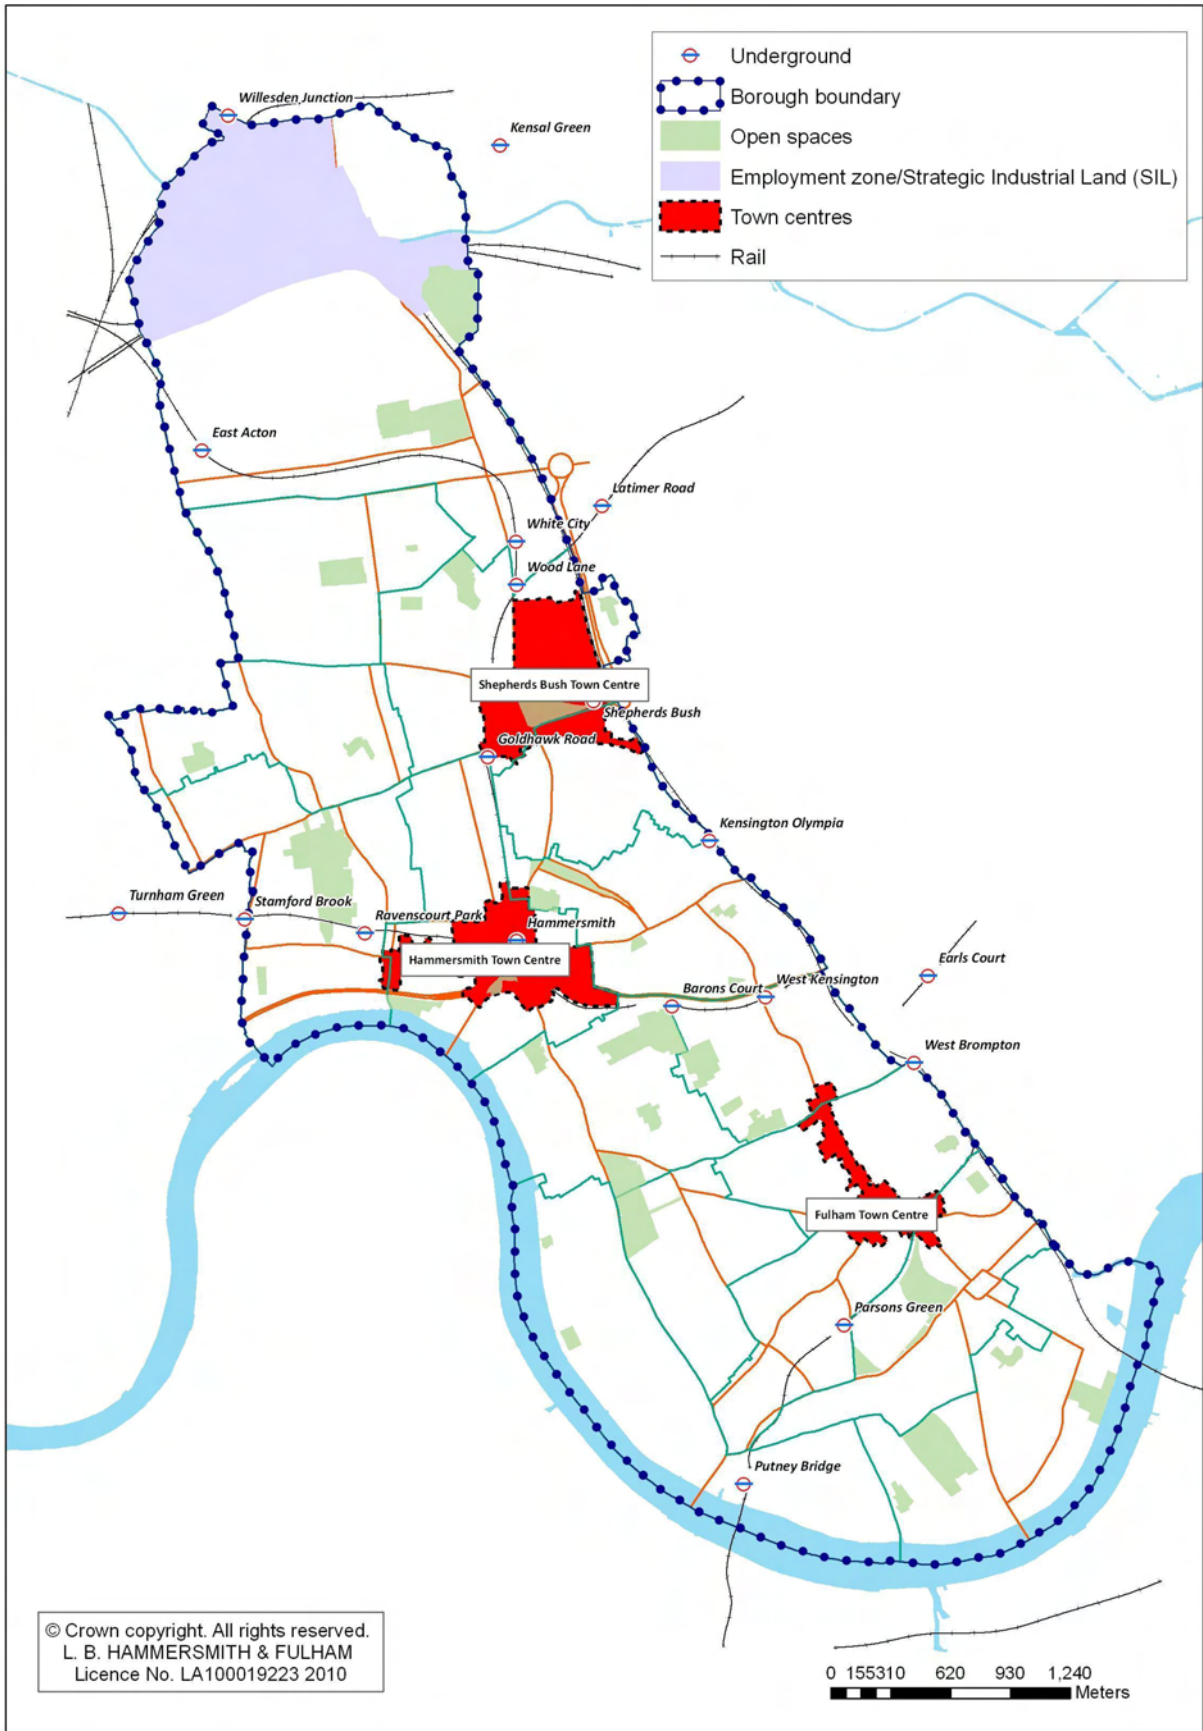 Underground
Borough boundary
Open spaces
Employment zone/Strategic Industrial Land (SIL)
Town centres
Rail
Willesden Junction
Kensal Green
East Acton
Latimer Road
White City
Wood Lane
Shepherds Bush Town Centre
Shepherds Bush
Goldhawk Road
Kensington Olympia
Turnham Green
Stamford Brook
Ravenscourt Park
Hammersmith
Hammersmith Town Centre
Earls Court
Barons Court
West Kensington
West Brompton
Fulham Town Centre
Parsons Green
Putney Bridge
© Crown copyright. All rights reserved.
L. B. HAMMERSMITH & FULHAM
Licence No. LA100019223 2010
0 155310 620 930 1,240
Meters